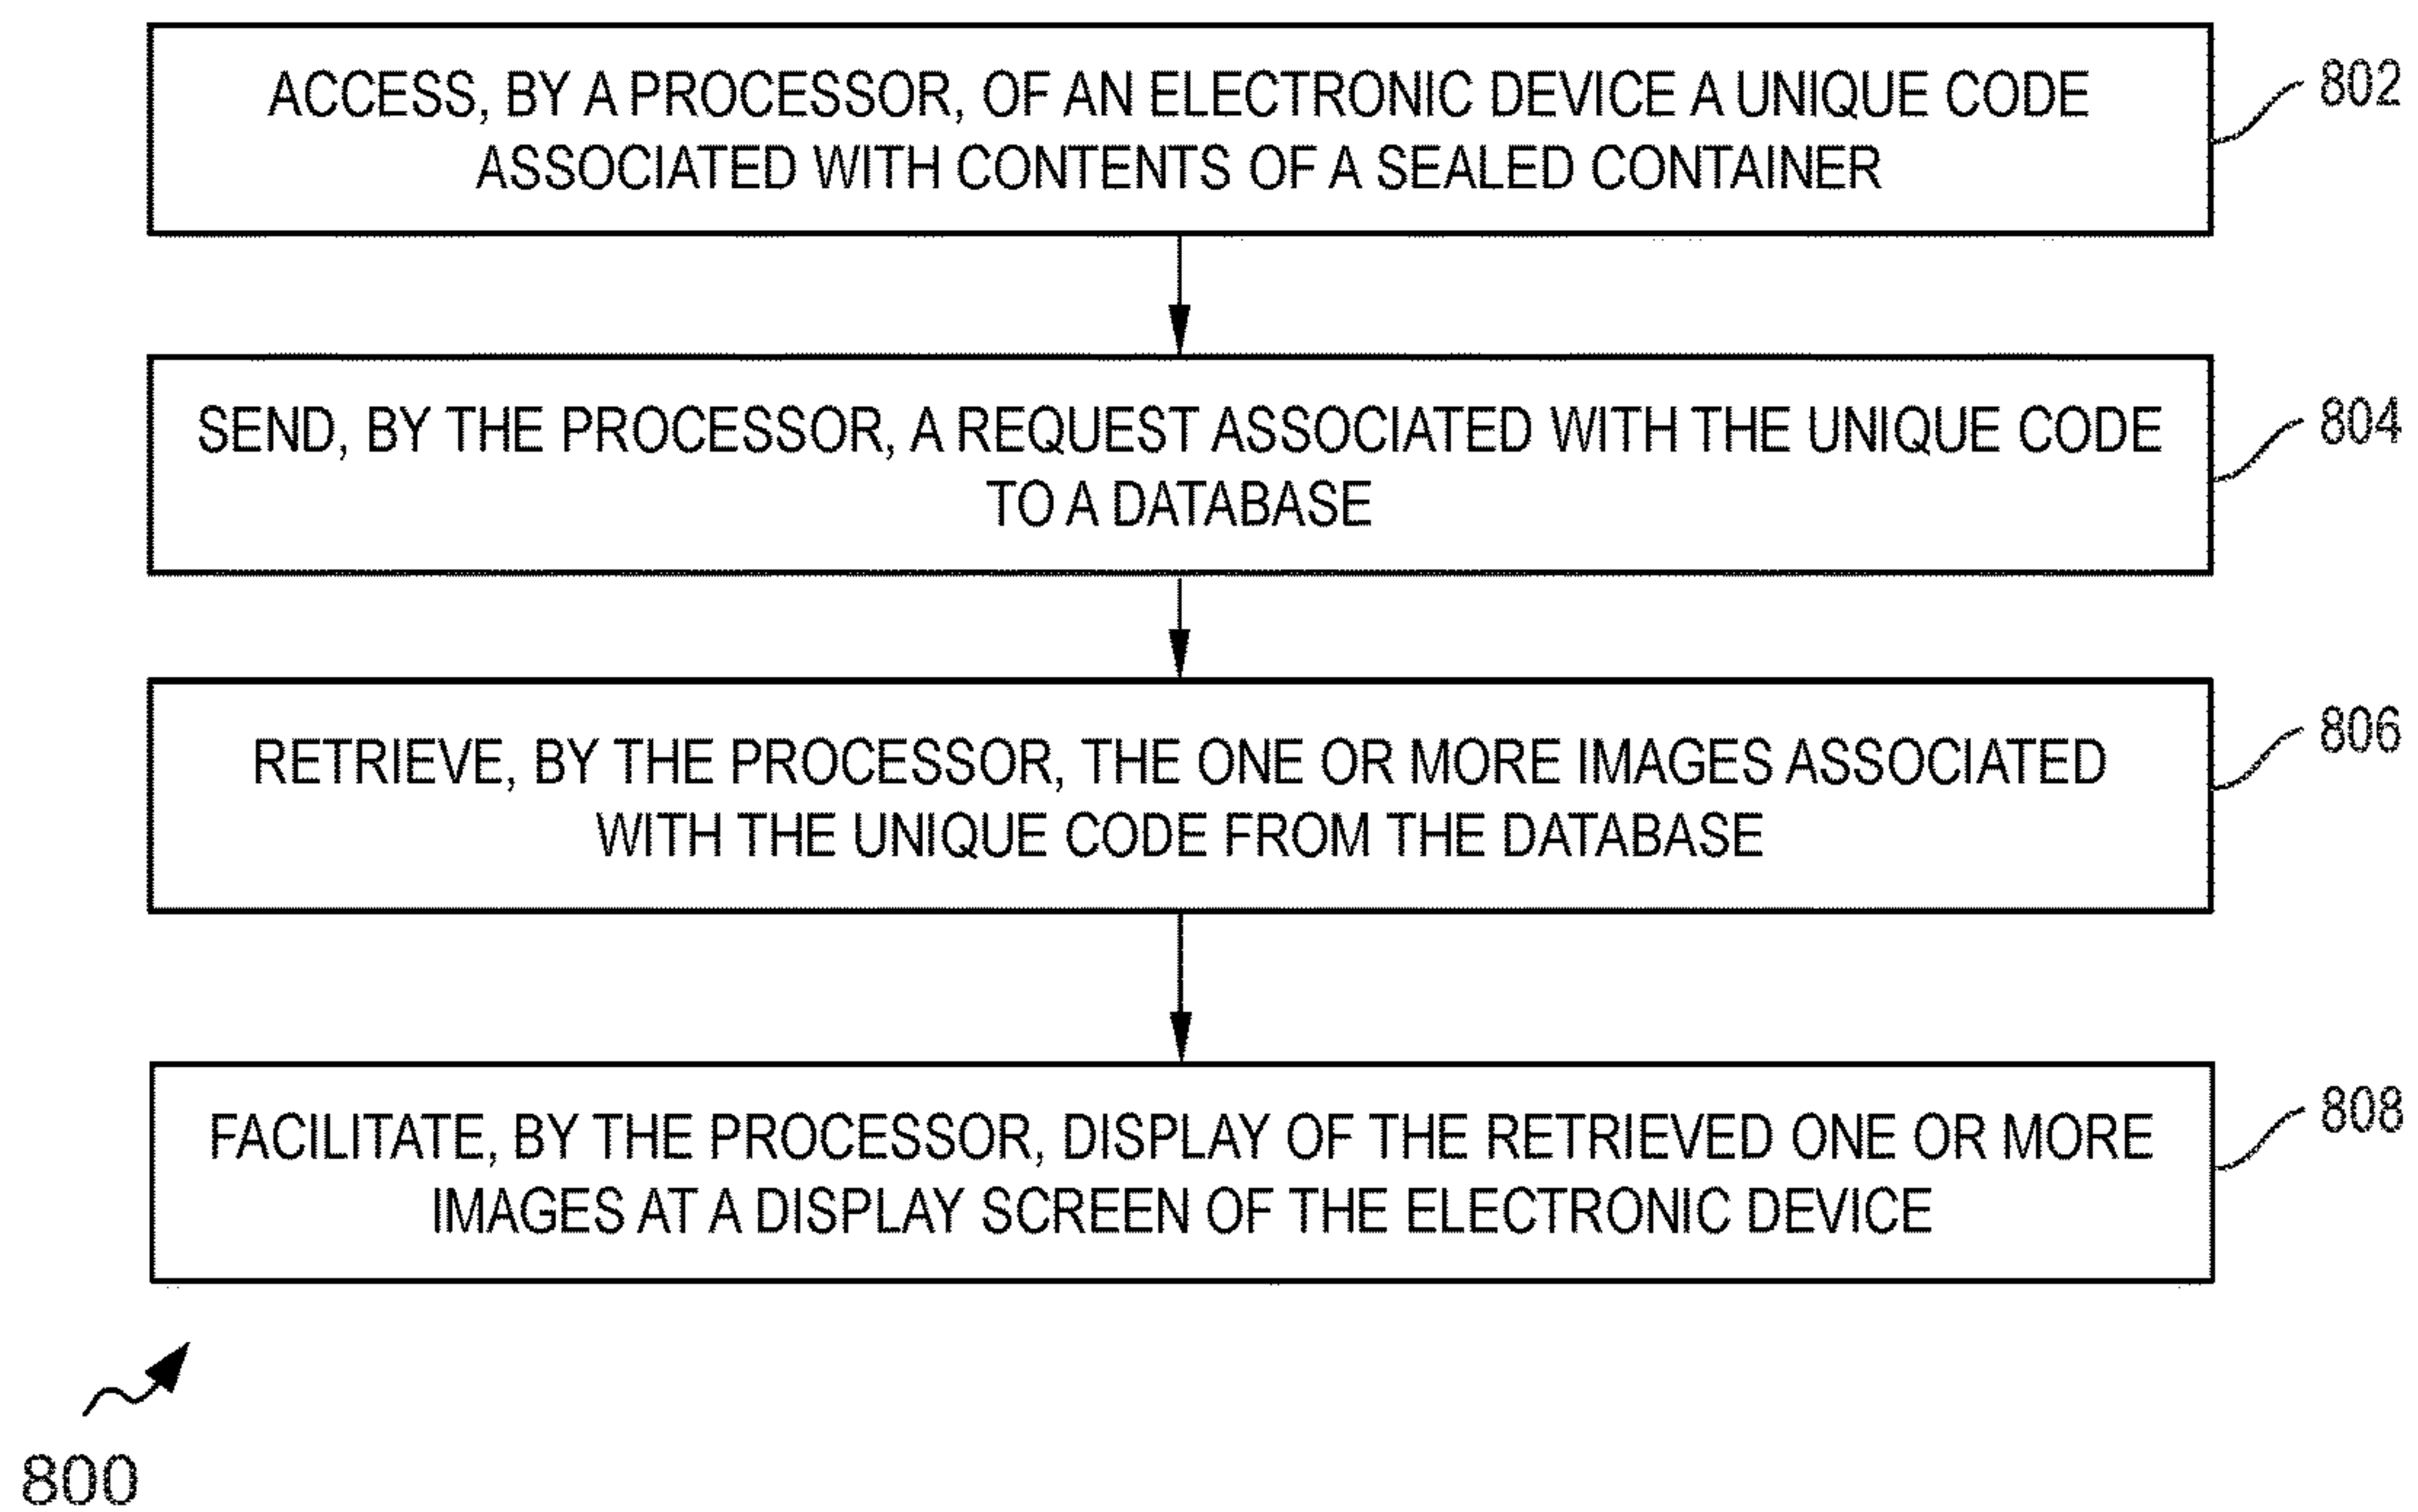 ACCESS, BY A PROCESSOR, OF AN ELECTRONIC DEVICE A UNIQUE CODE
ASSOCIATED WITH CONTENTS OF A SEALED CONTAINER
802
SEND, BY THE PROCESSOR, A REQUEST ASSOCIATED WITH THE UNIQUE CODE
TO A DATABASE
804
RETRIEVE, BY THE PROCESSOR, THE ONE OR MORE IMAGES ASSOCIATED
WITH THE UNIQUE CODE FROM THE DATABASE
806
FACILITATE, BY THE PROCESSOR, DISPLAY OF THE RETRIEVED ONE OR MORE
IMAGES AT A DISPLAY SCREEN OF THE ELECTRONIC DEVICE
808
800